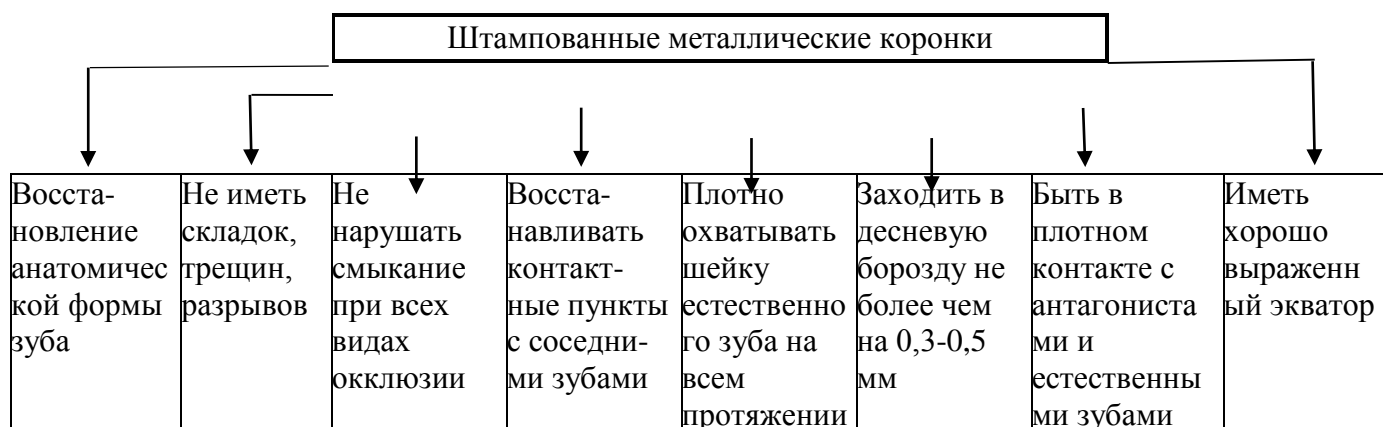 Штампованные металлические коронки
Восста-
новление
анатомичес
кой формы
зуба
Не иметь
складок,
трещин,
разрывов
Не
нарушать
смыкание
при всех
видах
окклюзии
Восста-
навливать
контакт-
ные пункты
с соседни-
ми зубами
Плотно
охватывать
шейку
естественно
го зуба на
всем
протяжении
Заходить в
десневую
борозду не
более чем
на 0,3-0,5
мм
Быть в
плотном
контакте с
антагониста
ми и
естественны
ми зубами
Иметь
хорошо
выраженн
ый экватор